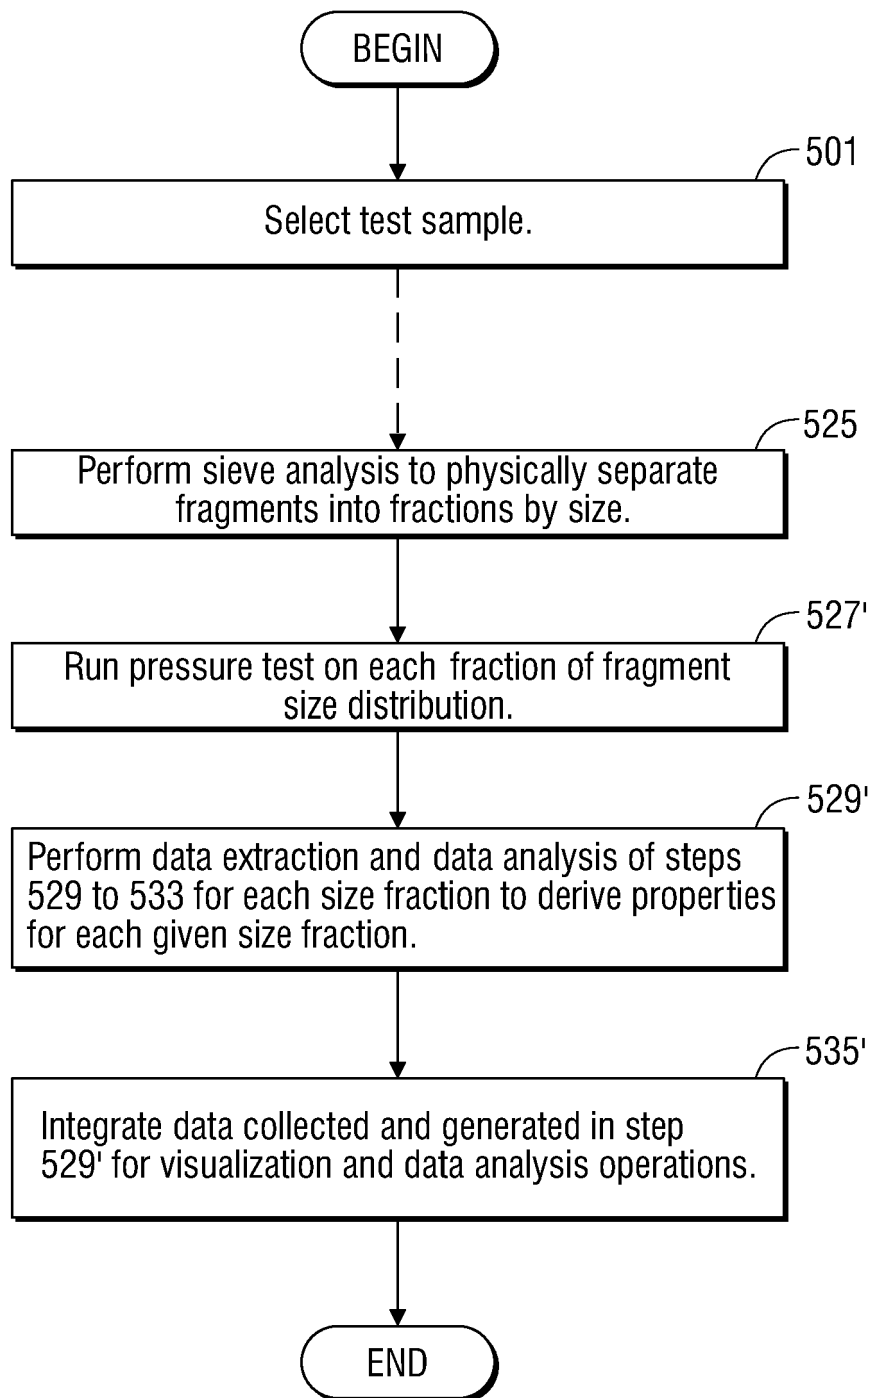 BEGIN
501
Select test sample.
525
Perform sieve analysis to physically separate
fragments into fractions by size.
527'
Run pressure test on each fraction of fragment
size distribution.
529'
Perform data extraction and data analysis of steps
529 to 533 for each size fraction to derive properties
for each given size fraction.
535'
Integrate data collected and generated in step
529' for visualization and data analysis operations.
END